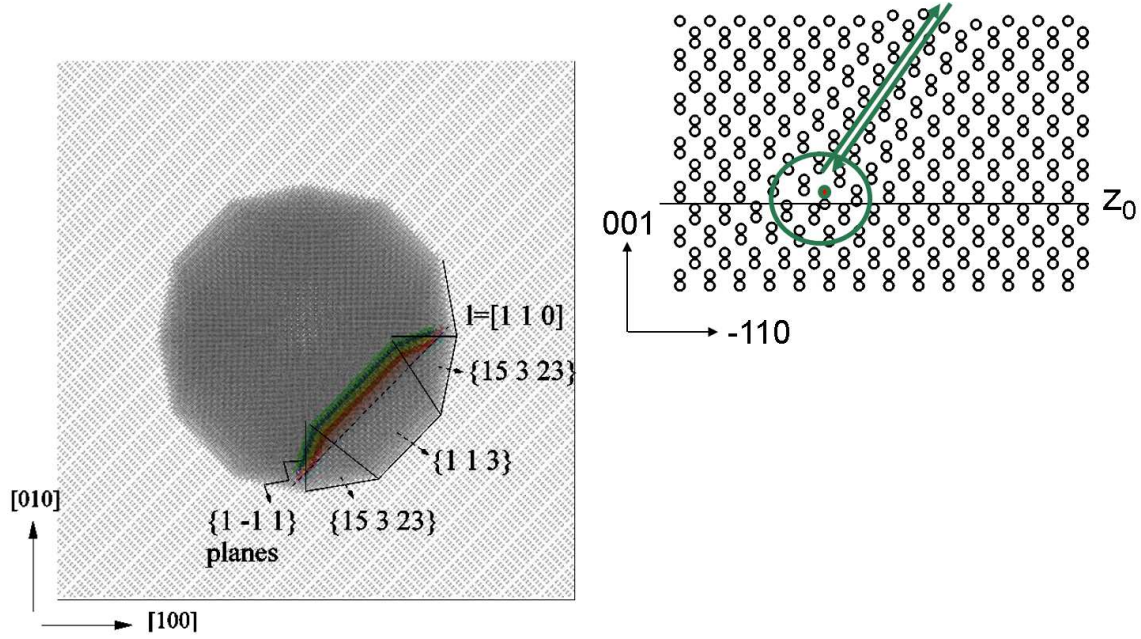 l=[1 1 0]
{15 3 23}
{1 1 3}
{1 -1 1}
planes
{15 3 23}
[010]
[100]
001
-110
Z0